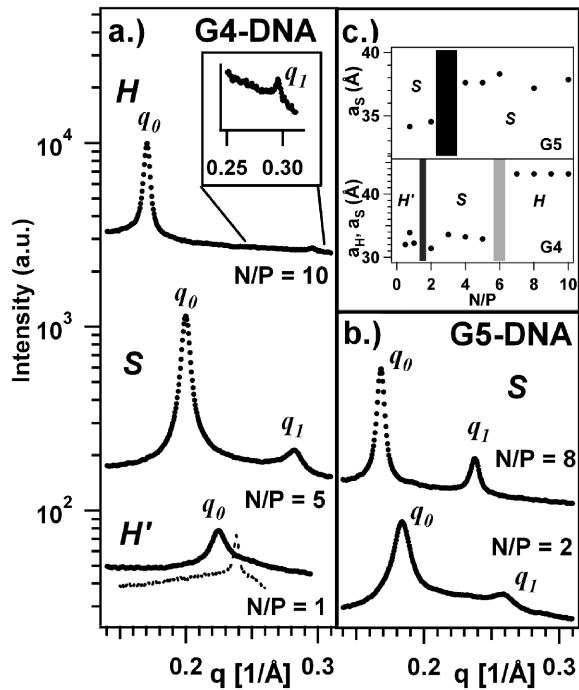 a.) G4-DNA
H
q0
q1
0.25 0.30
10^4
N/P = 10
Intensity (a.u.)
10^3
S
q0
q1
N/P = 5
10^2
H'
q0
N/P = 1
0.2 0.3
q [1/Å]
c.)
aS (Å)
40
35
S
S
G5
aH, aS (Å)
40
30
H'
S
H
G4
0 2 4 6 8 10
N/P
b.) G5-DNA
S
q0
q1
N/P = 8
q0
N/P = 2
q1
0.2 0.3
q [1/Å]